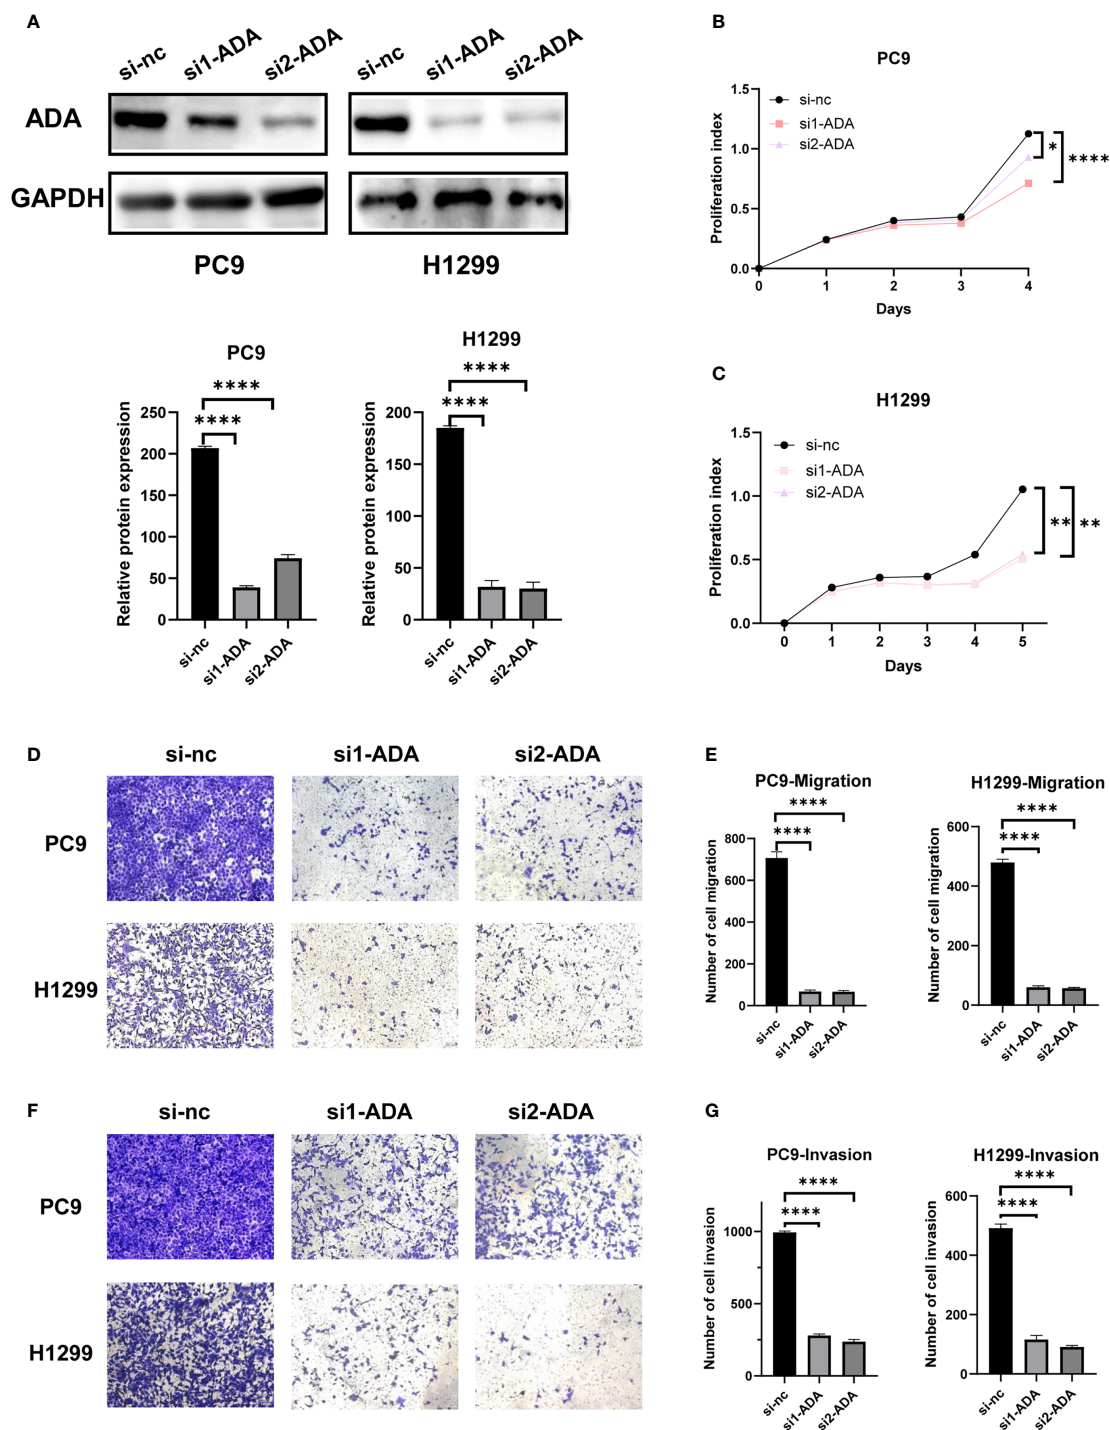 A
si-nc si1-ADA si2-ADA si-nc si1-ADA si2-ADA
ADA
GAPDH
PC9 H1299
PC9
****
****
Relative protein expression
250
200
150
100
50
0
si-nc si1-ADA si2-ADA
H1299
****
****
Relative protein expression
200
150
100
50
0
si-nc si1-ADA si2-ADA
B
PC9
si-nc
si1-ADA
si2-ADA
Proliferation index
1.5
1.0
0.5
0.0
0 1 2 3 4
Days
* ****
C
H1299
si-nc
si1-ADA
si2-ADA
Proliferation index
1.5
1.0
0.5
0.0
0 1 2 3 4 5
Days
** **
D
si-nc si1-ADA si2-ADA
PC9
H1299
E
PC9-Migration
****
****
Number of cell migration
800
600
400
200
0
si-nc si1-ADA si2-ADA
H1299-Migration
****
****
Number of cell migration
600
400
200
0
si-nc si1-ADA si2-ADA
F
si-nc si1-ADA si2-ADA
PC9
H1299
G
PC9-Invasion
****
****
Number of cell invasion
1000
500
0
si-nc si1-ADA si2-ADA
H1299-Invasion
****
****
Number of cell invasion
600
400
200
0
si-nc si1-ADA si2-ADA